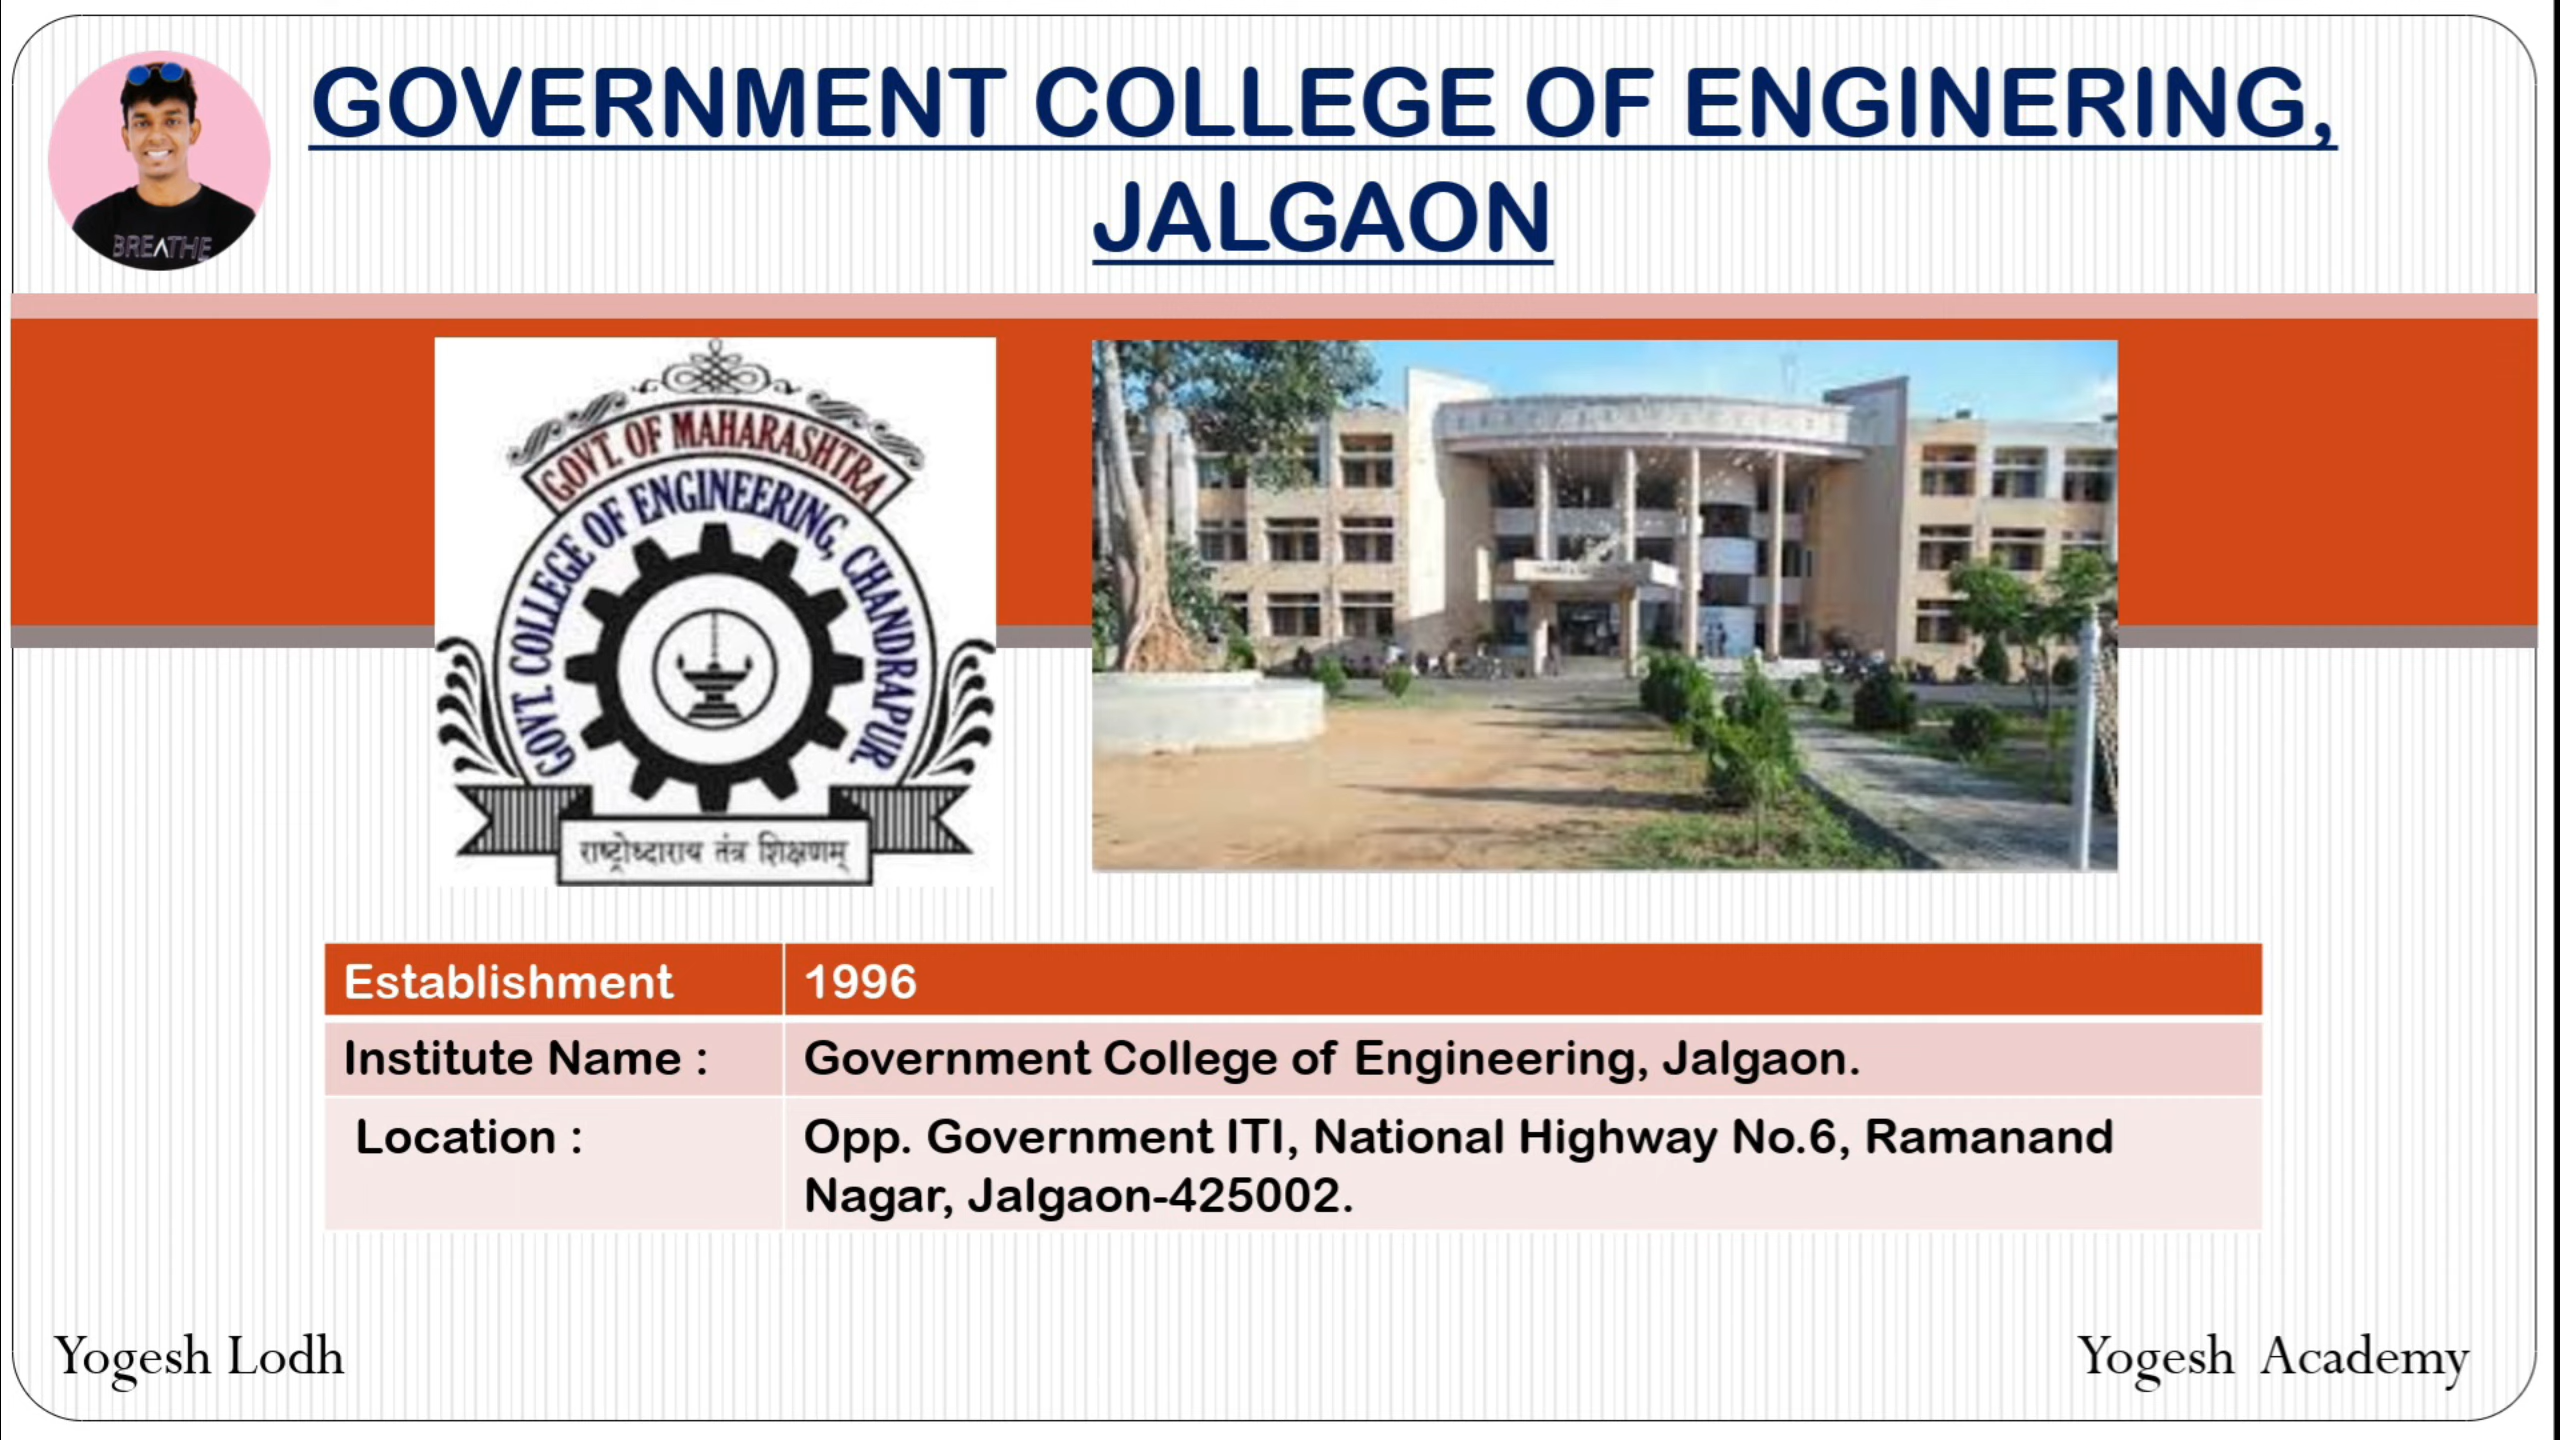 GOVERNMENT COLLEGE OF ENGINERING,
JALGAON
BREATHE
GOVT. OF MAHARASHTRA
GOVT. COLLEGE OF ENGINEERING, CHANDRAPUR
राष्ट्रोध्दाराय तंत्र शिक्षणम्
Establishment 1996
Institute Name : Government College of Engineering, Jalgaon.
Location : Opp. Government ITI, National Highway No.6, Ramanand
Nagar, Jalgaon-425002.
Yogesh Lodh
Yogesh Academy